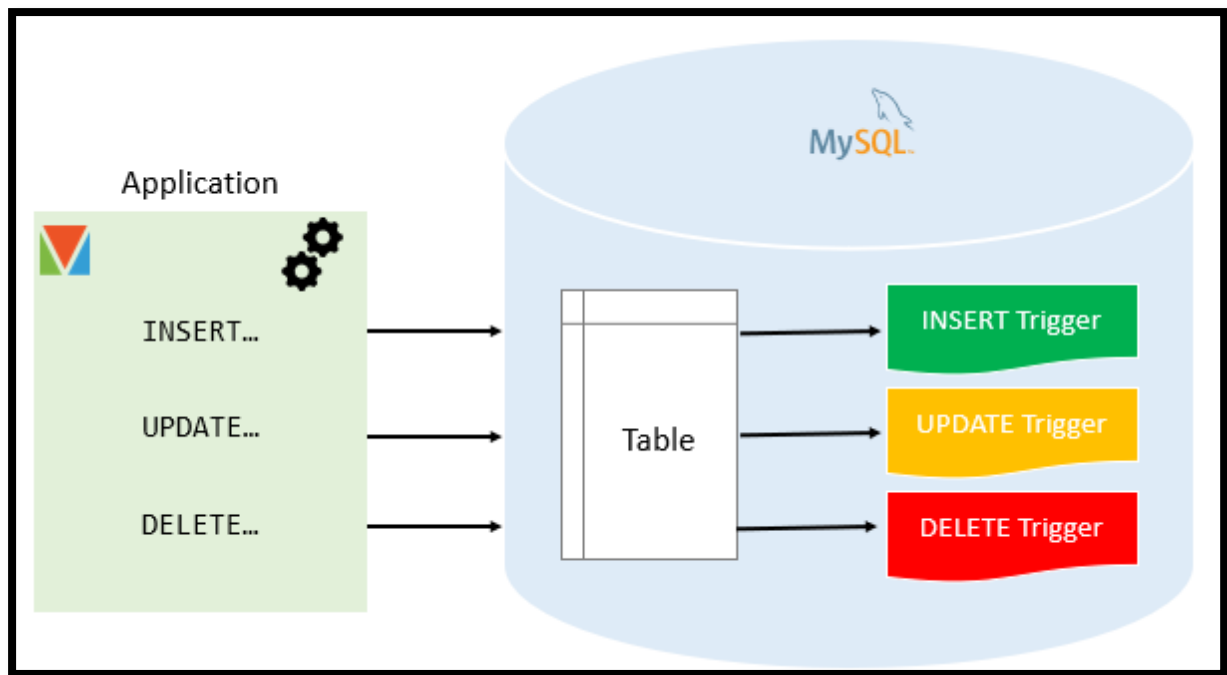 MySQL
Application
INSERT…
UPDATE…
DELETE…
Table
INSERT Trigger
UPDATE Trigger
DELETE Trigger